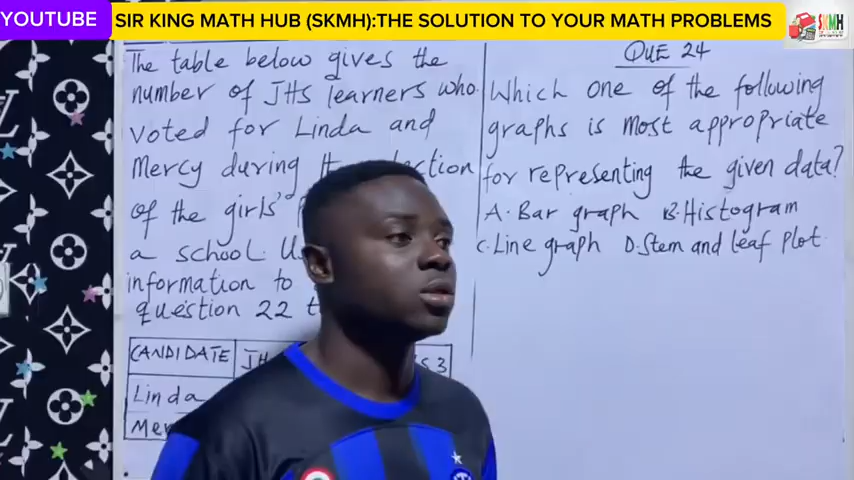 YOUTUBE
SIR KING MATH HUB (SKMH):THE SOLUTION TO YOUR MATH PROBLEMS
SKMH
The table below gives the
number of JHS learners who
voted for Linda and
Mercy during
of the girls'
a school.
information to
question 22
CANDIDATE
Linda
QUE 24
Which one of the following
graphs is most appropriate
for representing the given data?
A. Bar graph B. Histogram
C. Line graph D. Stem and leaf plot